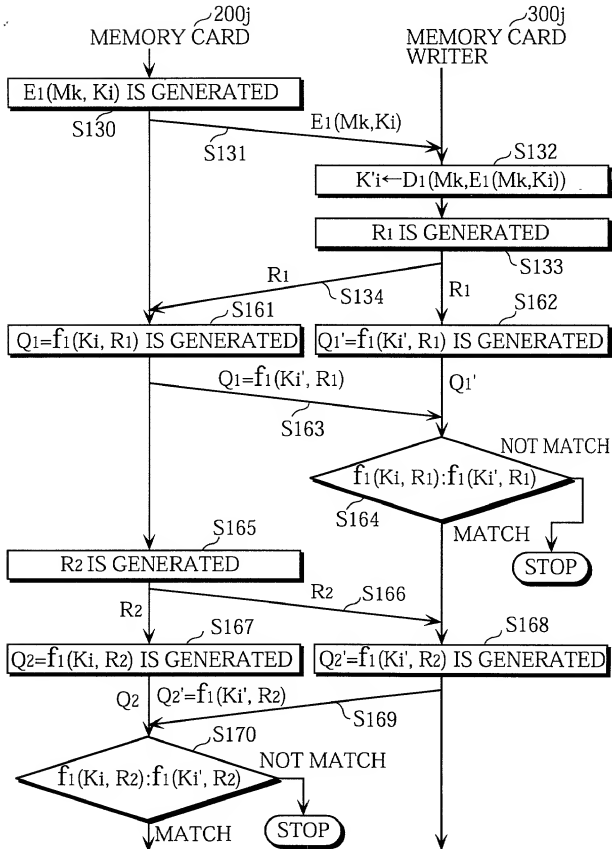 200j
300j
MEMORY CARD
MEMORY CARD
WRITER
E1(Mk, Ki) IS GENERATED
S130
E1(Mk,Ki)
S131
S132
K'i←D1(Mk,E1(Mk,Ki))
R1 IS GENERATED
S133
R1
S134
R1
S161
S162
Q1=f1(Ki, R1) IS GENERATED
Q1'=f1(Ki', R1) IS GENERATED
Q1=f1(Ki', R1)
Q1'
S163
NOT MATCH
f1(Ki, R1):f1(Ki', R1)
S164
MATCH
STOP
S165
R2 IS GENERATED
R2
S166
R2
S167
S168
Q2=f1(Ki, R2) IS GENERATED
Q2'=f1(Ki', R2) IS GENERATED
Q2
Q2'=f1(Ki', R2)
S169
S170
NOT MATCH
f1(Ki, R2):f1(Ki', R2)
MATCH
STOP